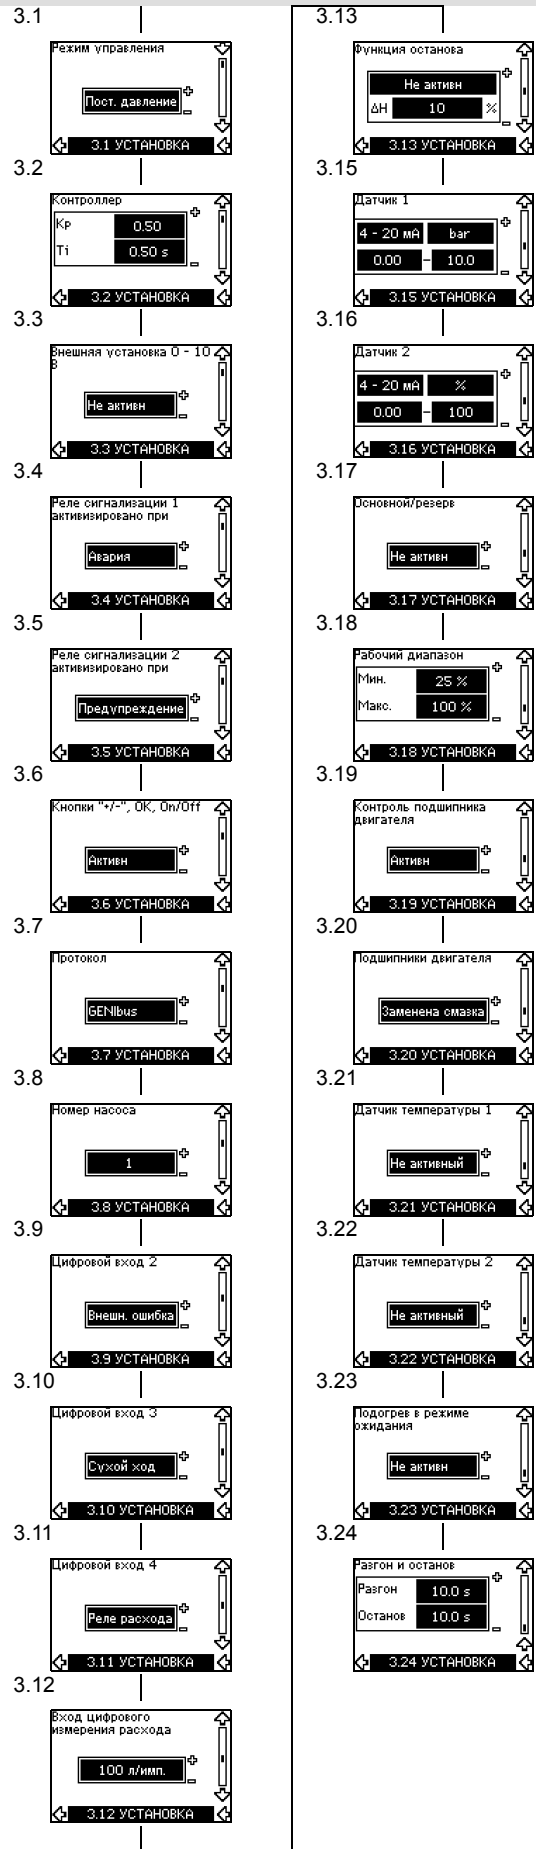 3.1
Режим управления
Пост. давление
3.1 УСТАНОВКА
3.2
Контроллер
Kp 0.50
Ti 0.50 s
3.2 УСТАНОВКА
3.3
Внешняя установка 0 - 10
В
Не активн
3.3 УСТАНОВКА
3.4
Реле сигнализации 1
активизировано при
Авария
3.4 УСТАНОВКА
3.5
Реле сигнализации 2
активизировано при
Предупреждение
3.5 УСТАНОВКА
3.6
Кнопки "+/-", OK, On/Off
Активн
3.6 УСТАНОВКА
3.7
Протокол
GENIbus
3.7 УСТАНОВКА
3.8
Номер насоса
1
3.8 УСТАНОВКА
3.9
Цифровой вход 2
Внешн. ошибка
3.9 УСТАНОВКА
3.10
Цифровой вход 3
Сухой ход
3.10 УСТАНОВКА
3.11
Цифровой вход 4
Реле расхода
3.11 УСТАНОВКА
3.12
Вход цифрового
измерения расхода
100 л/имп.
3.12 УСТАНОВКА
3.13
Функция останова
Не активн
ΔH 10 %
3.13 УСТАНОВКА
3.15
Датчик 1
4 - 20 мА bar
0.00 - 10.0
3.15 УСТАНОВКА
3.16
Датчик 2
4 - 20 мА %
0.00 - 100
3.16 УСТАНОВКА
3.17
Основной/резерв
Не активн
3.17 УСТАНОВКА
3.18
Рабочий диапазон
Мин. 25 %
Макс. 100 %
3.18 УСТАНОВКА
3.19
Контроль подшипника
двигателя
Активн
3.19 УСТАНОВКА
3.20
Подшипники двигателя
Заменена смазка
3.20 УСТАНОВКА
3.21
Датчик температуры 1
Не активный
3.21 УСТАНОВКА
3.22
Датчик температуры 2
Не активный
3.22 УСТАНОВКА
3.23
Подогрев в режиме
ожидания
Не активн
3.23 УСТАНОВКА
3.24
Разгон и останов
Разгон 10.0 s
Останов 10.0 s
3.24 УСТАНОВКА